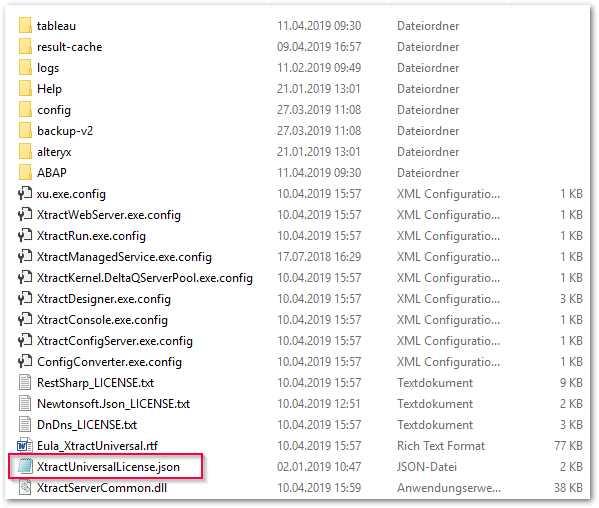 tableau 11.04.2019 09:30 Dateiordner
result-cache 09.04.2019 16:57 Dateiordner
logs 11.02.2019 09:49 Dateiordner
Help 21.01.2019 13:01 Dateiordner
config 27.03.2019 11:08 Dateiordner
backup-v2 27.03.2019 11:08 Dateiordner
alteryx 21.01.2019 13:01 Dateiordner
ABAP 11.04.2019 09:30 Dateiordner
xu.exe.config 10.04.2019 15:57 XML Configuratio... 1 KB
XtractWebServer.exe.config 10.04.2019 15:57 XML Configuratio... 1 KB
XtractRun.exe.config 10.04.2019 15:57 XML Configuratio... 1 KB
XtractManagedService.exe.config 17.07.2018 16:29 XML Configuratio... 1 KB
XtractKernel.DeltaQServerPool.exe.config 10.04.2019 15:57 XML Configuratio... 1 KB
XtractDesigner.exe.config 10.04.2019 15:57 XML Configuratio... 3 KB
XtractConsole.exe.config 10.04.2019 15:57 XML Configuratio... 1 KB
XtractConfigServer.exe.config 10.04.2019 15:57 XML Configuratio... 1 KB
ConfigConverter.exe.config 10.04.2019 15:57 XML Configuratio... 1 KB
RestSharp_LICENSE.txt 10.04.2019 15:57 Textdokument 9 KB
Newtonsoft.Json_LICENSE.txt 10.04.2019 12:51 Textdokument 2 KB
DnDns_LICENSE.txt 10.04.2019 15:57 Textdokument 3 KB
Eula_XtractUniversal.rtf 10.04.2019 15:57 Rich Text Format 77 KB
XtractUniversalLicense.json 02.01.2019 10:47 JSON-Datei 2 KB
XtractServerCommon.dll 10.04.2019 15:59 Anwendungserwe... 38 KB